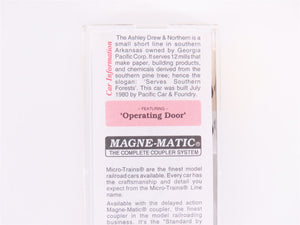 Car Information
The Ashley Drew & Northern is a
small short line in southern
Arkansas owned by Georgia
Pacific Corp. It serves 12 mills that
make paper, building products,
and chemicals derived from the
southern pine tree; hence the
slogan: 'Serves Southern
Forests'. This car was built July
1980 by Pacific Car & Foundry.
– FEATURING –
'Operating Door'
MAGNE-MATIC®
THE COMPLETE COUPLER SYSTEM
Micro-Trains® are the finest model
railroad cars available. Every car has
the craftsmanship and detail you
expect from the Micro-Trains® Line
name.
Available with the delayed action
Magne-Matic® coupler, the finest
coupler in the model railroading
business. It's the "Standard by